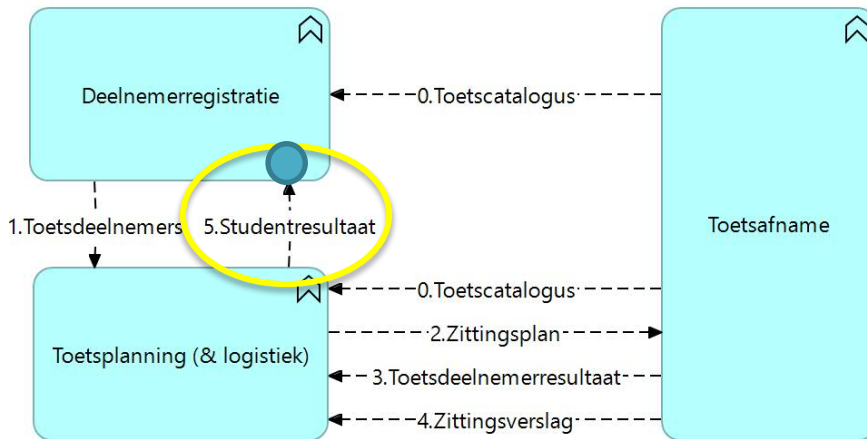 Deelnemerregistratie
0.Toetscatalogus
1.Toetsdeelnemers
5.Studentresultaat
Toetsafname
0.Toetscatalogus
2.Zittingsplan
Toetsplanning (& logistiek)
3.Toetsdeelnemerresultaat
4.Zittingsverslag